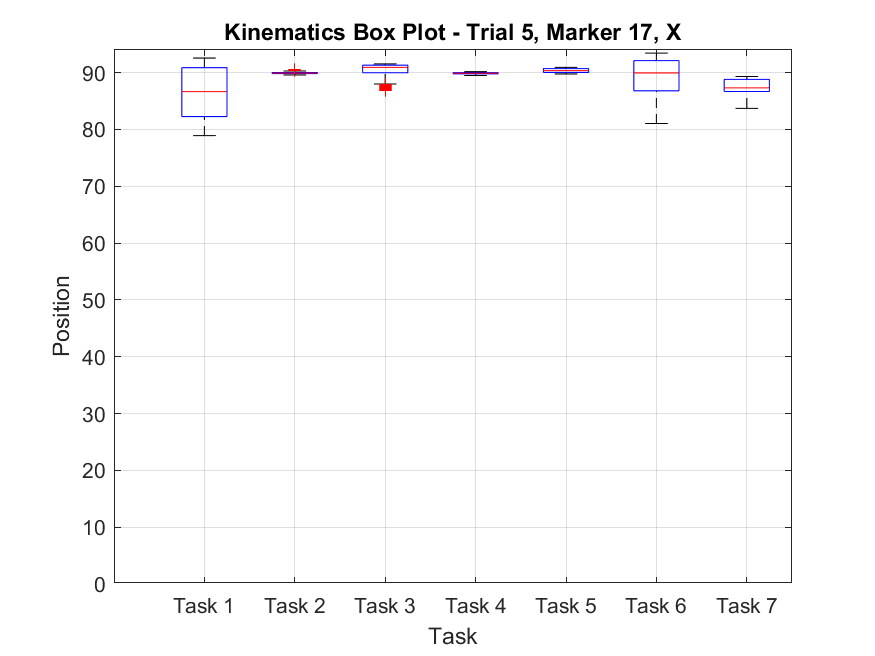 Kinematics Box Plot - Trial 5, Marker 17, X
90
80
70
60
50
40
30
20
10
0
Position
Task 1 Task 2 Task 3 Task 4 Task 5 Task 6 Task 7
Task